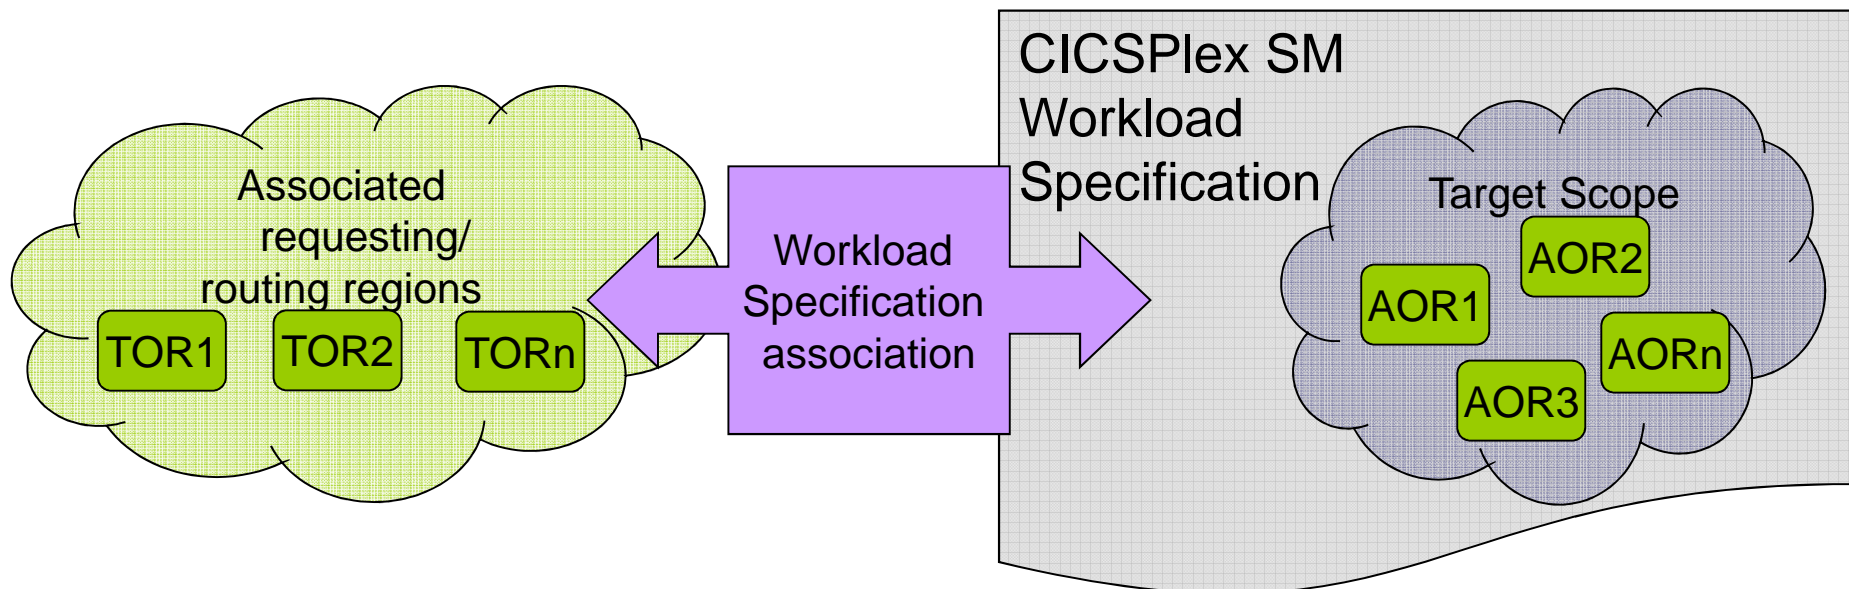 Associated
requesting/
routing regions
TOR1
TOR2
TORn
Workload
Specification
association
CICSPlex SM
Workload
Specification
Target Scope
AOR1
AOR2
AOR3
AORn